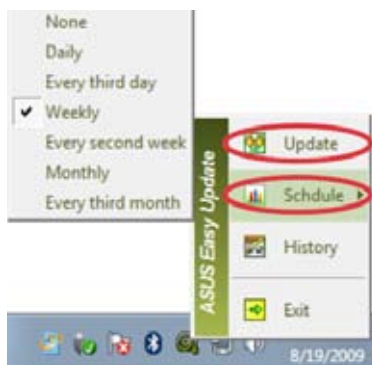 None
Daily
Every third day
Weekly
Every second week
Monthly
Every third month
ASUS Easy Update
Update
Schdule
History
Exit
8/19/2009